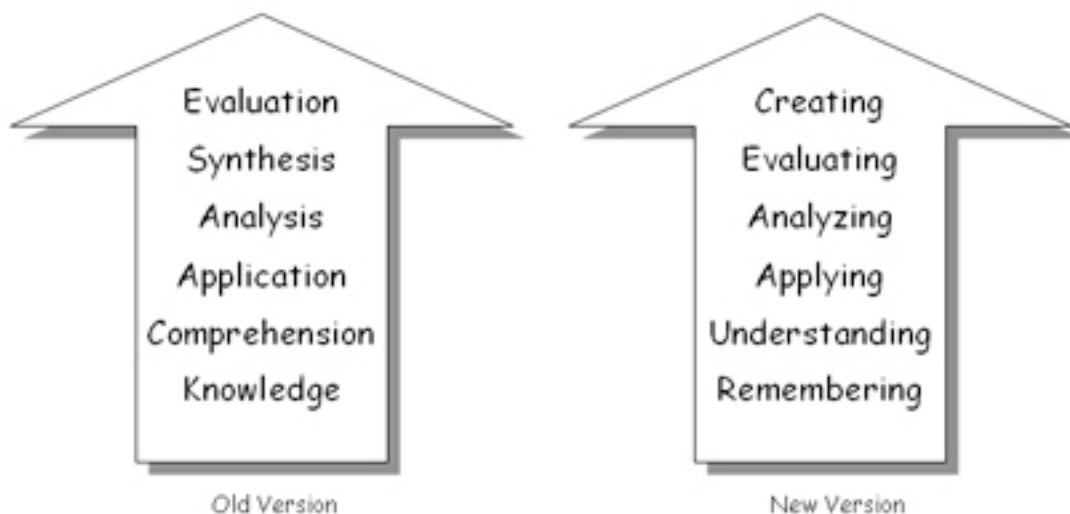 Evaluation
Synthesis
Analysis
Application
Comprehension
Knowledge
Old Version
Creating
Evaluating
Analyzing
Applying
Understanding
Remembering
New Version